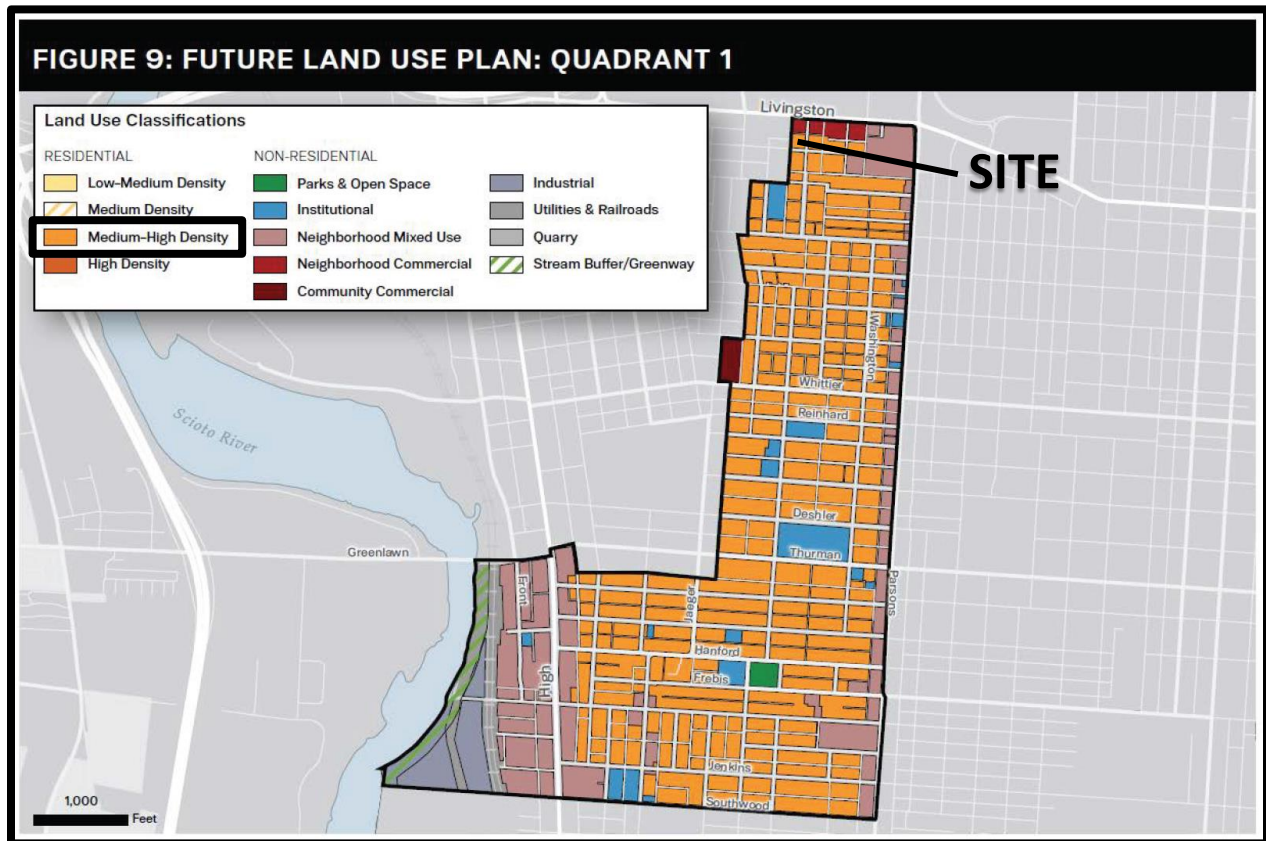 FIGURE 9: FUTURE LAND USE PLAN: QUADRANT 1
Land Use Classifications
RESIDENTIAL
Low-Medium Density
Medium Density
Medium-High Density
High Density
NON-RESIDENTIAL
Parks & Open Space
Institutional
Neighborhood Mixed Use
Neighborhood Commercial
Community Commercial
Industrial
Utilities & Railroads
Quarry
Stream Buffer/Greenway
Livingston
SITE
Washington
Whittier
Reinhard
Scioto River
Deshler
Thurman
Greenlawn
Front
Jaeger
Parsons
Hanford
Frebis
High
Jenkins
Southwood
1,000
Feet